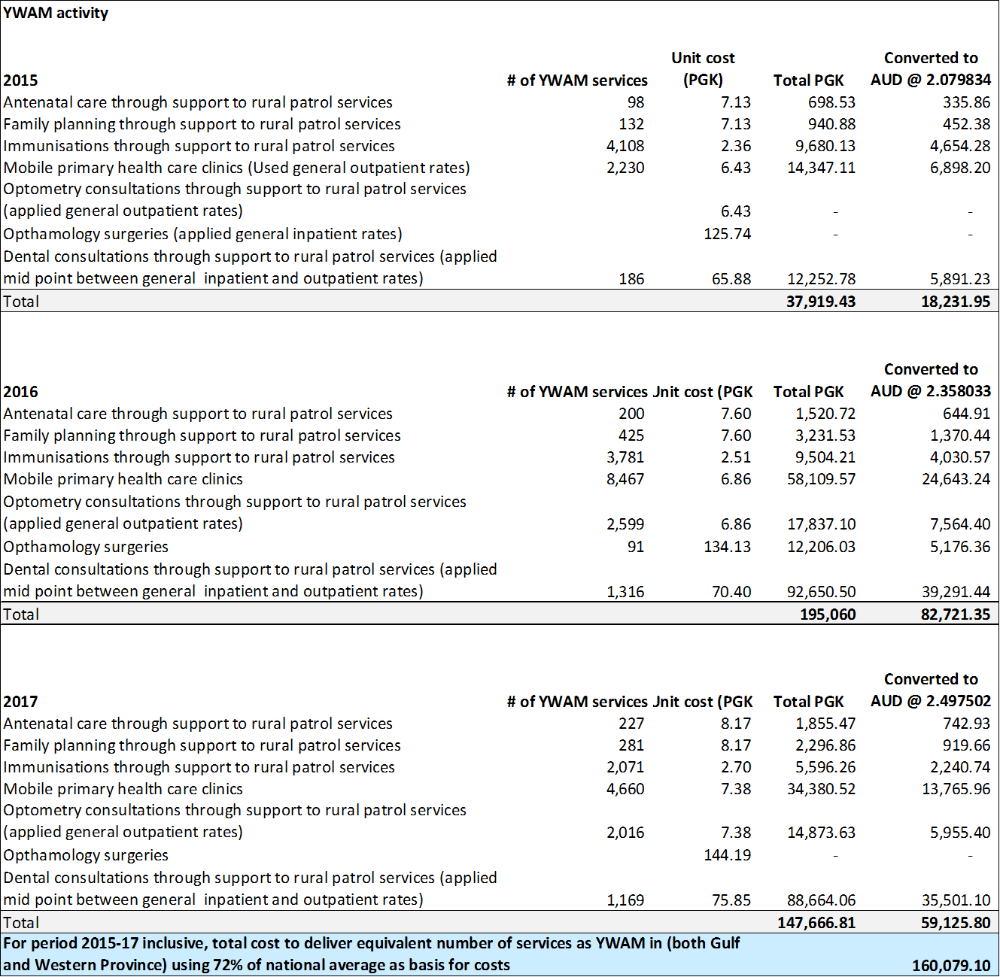 YWAM activity
Unit cost Converted to
2015 # of YWAM services (PGK) Total PGK AUD @ 2.079834
Antenatal care through support to rural patrol services 98 7.13 698.53 335.86
Family planning through support to rural patrol services 132 7.13 940.88 452.38
Immunisations through support to rural patrol services 4,108 2.36 9,680.13 4,654.28
Mobile primary health care clinics (Used general outpatient rates) 2,230 6.43 14,347.11 6,898.20
Optometry consultations through support to rural patrol services
(applied general outpatient rates) 6.43 - -
Opthamology surgeries (applied general inpatient rates) 125.74 - -
Dental consultations through support to rural patrol services (applied
mid point between general inpatient and outpatient rates) 186 65.88 12,252.78 5,891.23
Total 37,919.43 18,231.95
Converted to
2016 # of YWAM services Unit cost (PGK Total PGK AUD @ 2.358033
Antenatal care through support to rural patrol services 200 7.60 1,520.72 644.91
Family planning through support to rural patrol services 425 7.60 3,231.53 1,370.44
Immunisations through support to rural patrol services 3,781 2.51 9,504.21 4,030.57
Mobile primary health care clinics 8,467 6.86 58,109.57 24,643.24
Optometry consultations through support to rural patrol services
(applied general outpatient rates) 2,599 6.86 17,837.10 7,564.40
Opthamology surgeries 91 134.13 12,206.03 5,176.36
Dental consultations through support to rural patrol services (applied
mid point between general inpatient and outpatient rates) 1,316 70.40 92,650.50 39,291.44
Total 195,060 82,721.35
Converted to
2017 # of YWAM services Unit cost (PGK Total PGK AUD @ 2.497502
Antenatal care through support to rural patrol services 227 8.17 1,855.47 742.93
Family planning through support to rural patrol services 281 8.17 2,296.86 919.66
Immunisations through support to rural patrol services 2,071 2.70 5,596.26 2,240.74
Mobile primary health care clinics 4,660 7.38 34,380.52 13,765.96
Optometry consultations through support to rural patrol services
(applied general outpatient rates) 2,016 7.38 14,873.63 5,955.40
Opthamology surgeries 144.19 - -
Dental consultations through support to rural patrol services (applied
mid point between general inpatient and outpatient rates) 1,169 75.85 88,664.06 35,501.10
Total 147,666.81 59,125.80
For period 2015-17 inclusive, total cost to deliver equivalent number of services as YWAM in (both Gulf
and Western Province) using 72% of national average as basis for costs 160,079.10